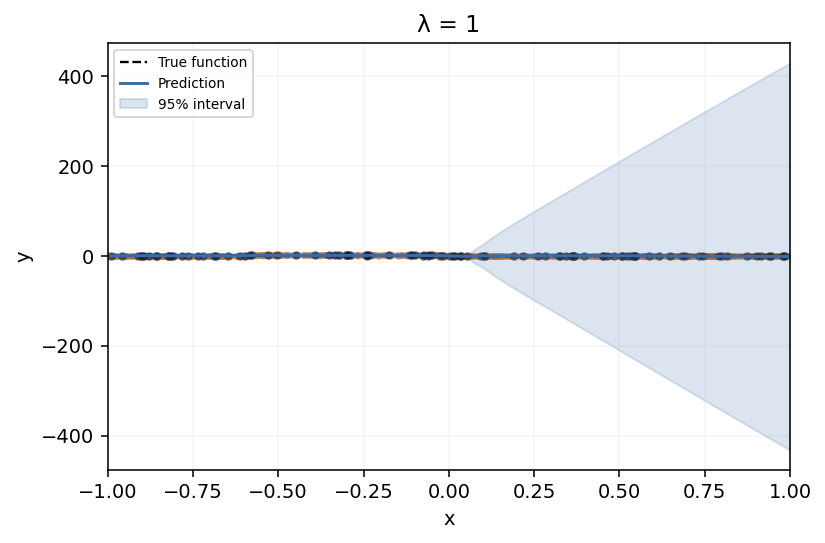 λ = 1
True function
Prediction
95% interval
400
200
0
−200
−400
y
−1.00 −0.75 −0.50 −0.25 0.00 0.25 0.50 0.75 1.00
x